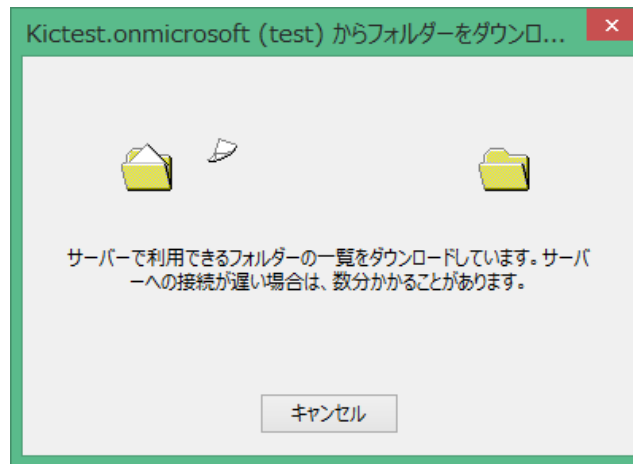 Kictest.onmicrosoft (test) からフォルダーをダウンロ...
サーバーで利用できるフォルダーの一覧をダウンロードしています。サーバ
ーへの接続が遅い場合は、数分かかることがあります。
キャンセル